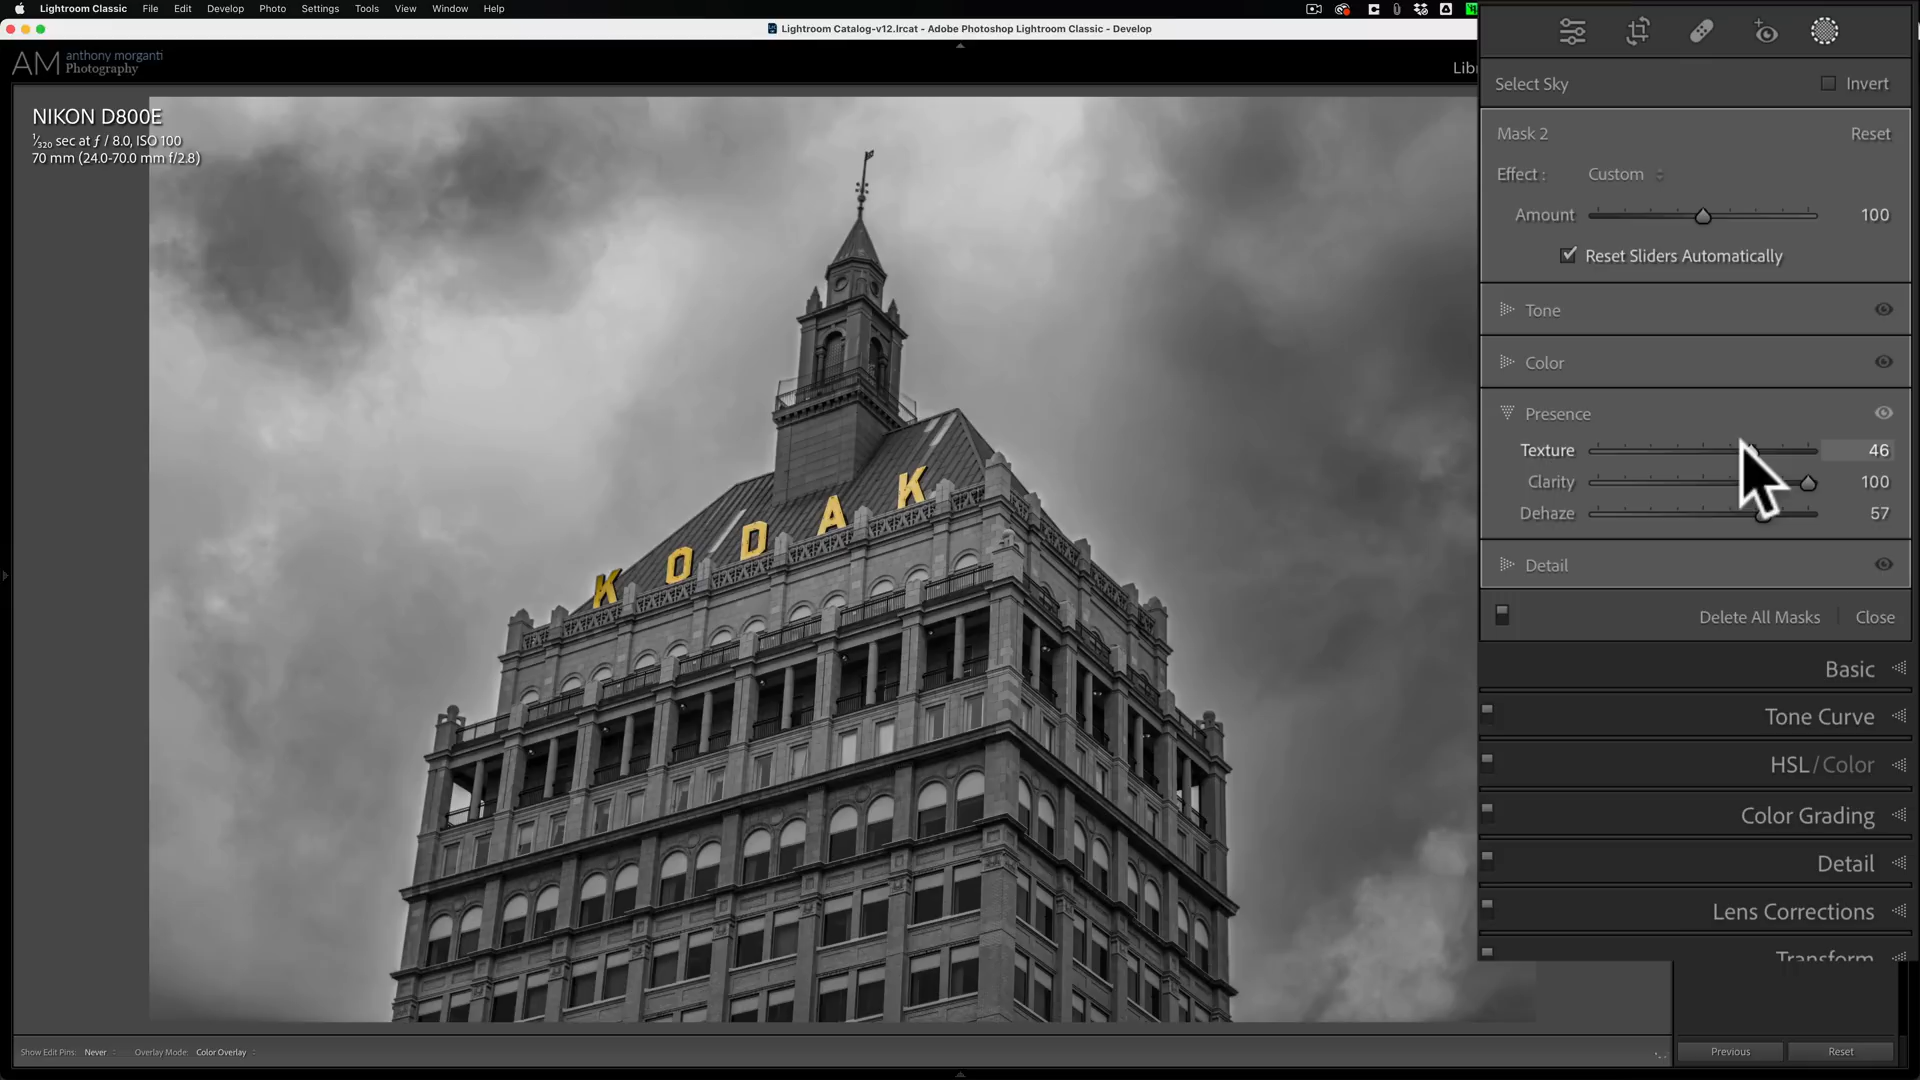 Lightroom Classic File Edit Develop Photo Settings Tools View Window Help
Lightroom Catalog-v12.lrcat - Adobe Photoshop Lightroom Classic - Develop
AM anthony morganti
Photography
NIKON D800E
1/320 sec at ƒ / 8.0, ISO 100
70 mm (24.0-70.0 mm f/2.8)
K O D A K
Select Sky Invert
Mask 2 Reset
Effect : Custom
Amount 100
Reset Sliders Automatically
Tone
Color
Presence
Texture 46
Clarity 100
Dehaze 57
Detail
Delete All Masks Close
Basic
Tone Curve
HSL / Color
Color Grading
Detail
Lens Corrections
Transform
Show Edit Pins: Never Overlay Mode: Color Overlay
Previous Reset